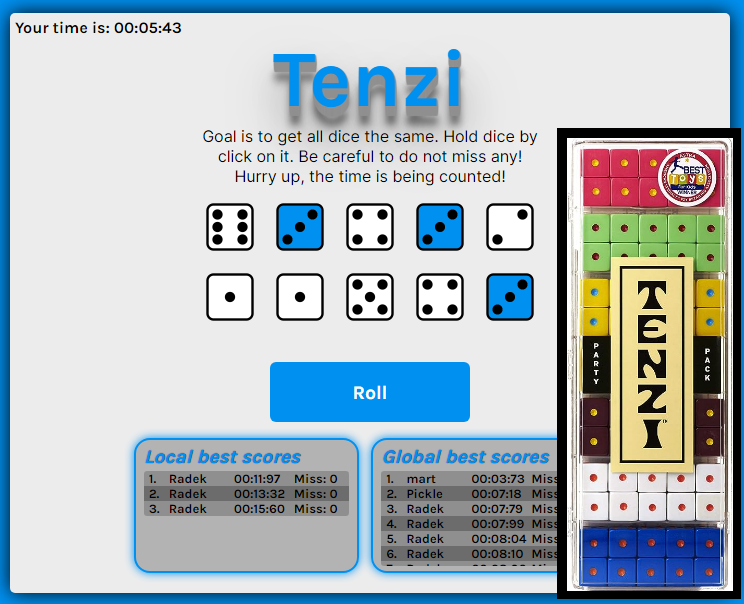 Your time is: 00:05:43
Tenzi
Goal is to get all dice the same. Hold dice by
click on it. Be careful to do not miss any!
Hurry up, the time is being counted!
Roll
Local best scores
1. Radek 00:11:97 Miss: 0
2. Radek 00:13:32 Miss: 0
3. Radek 00:15:60 Miss: 0
Global best scores
1. mart 00:03:73 Miss
2. Pickle 00:07:18 Miss
3. Radek 00:07:79 Miss
4. Radek 00:07:99 Miss
5. Radek 00:08:04 Miss
6. Radek 00:08:10 Miss
BEST
TOYS
for Kids
WINNER
TENZI
PARTY
PACK